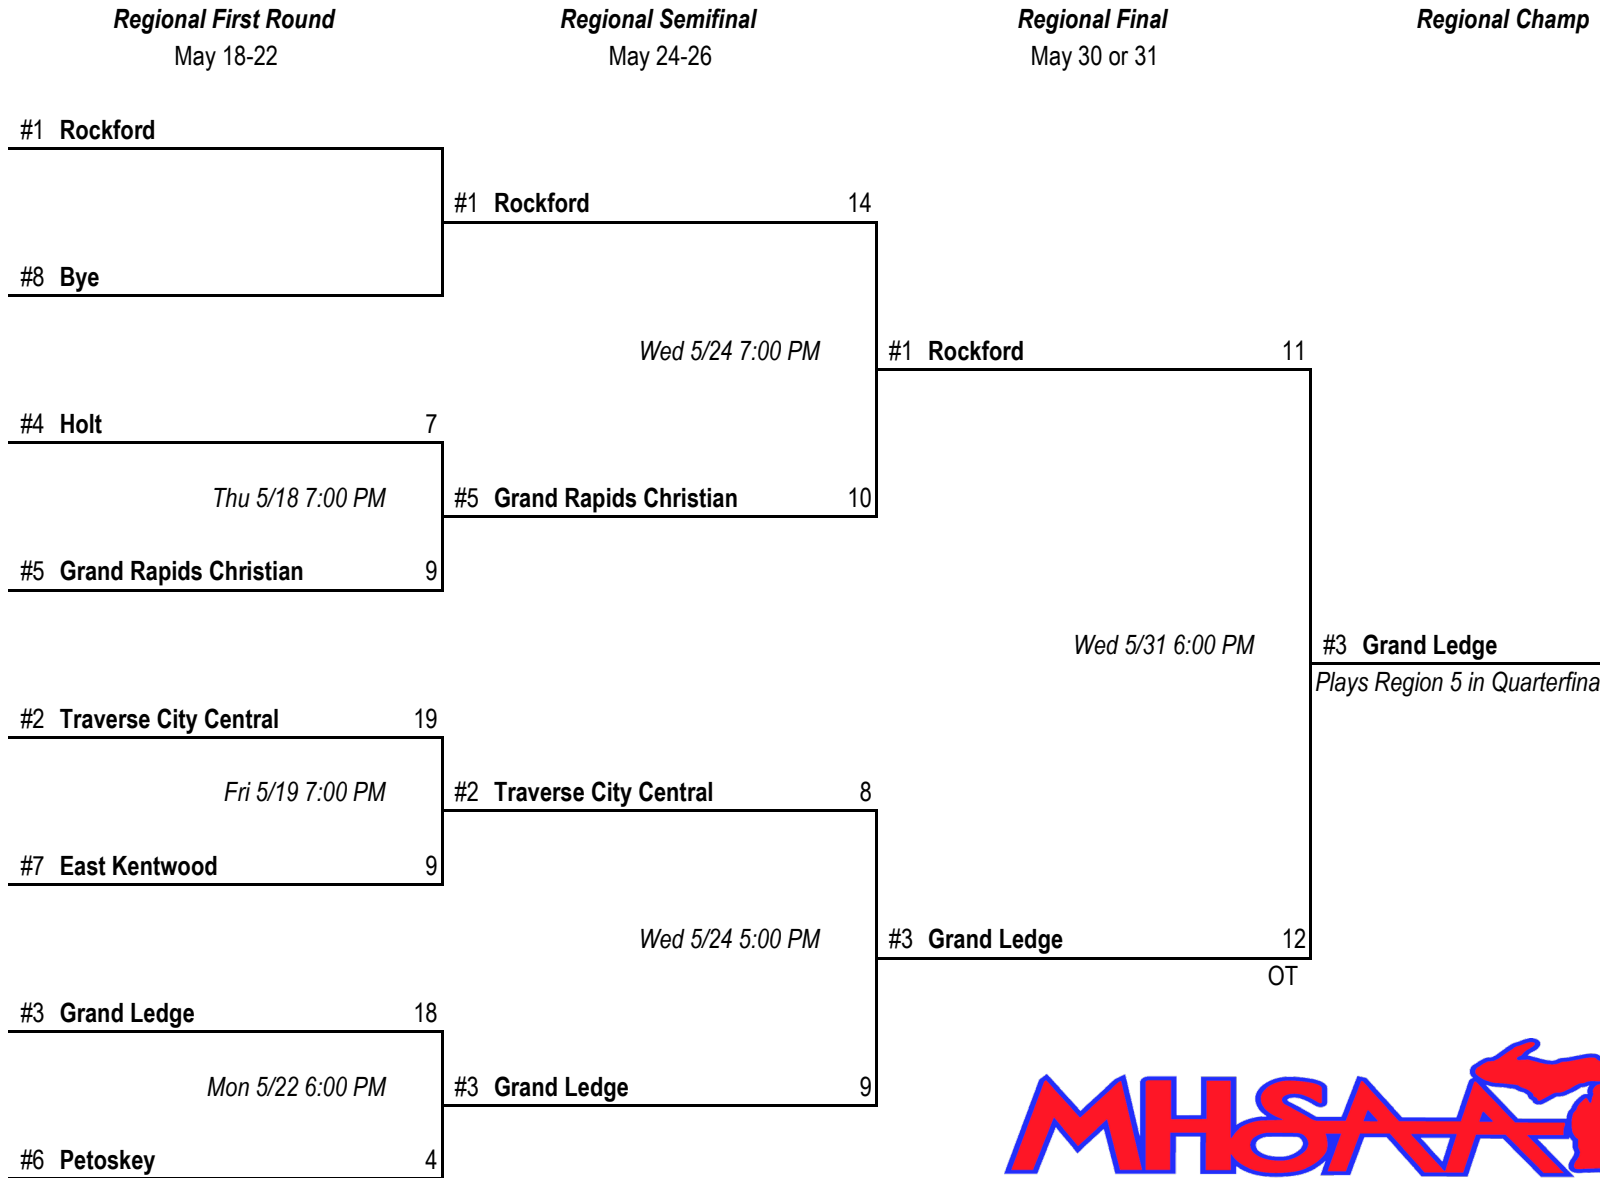 Regional First Round Regional Semifinal Regional Final Regional Champ
May 18-22 May 24-26 May 30 or 31
#1 Rockford
#1 Rockford 14
#8 Bye
Wed 5/24 7:00 PM #1 Rockford 11
#4 Holt 7
Thu 5/18 7:00 PM #5 Grand Rapids Christian 10
#5 Grand Rapids Christian 9
Wed 5/31 6:00 PM #3 Grand Ledge
Plays Region 5 in Quarterfina
#2 Traverse City Central 19
Fri 5/19 7:00 PM #2 Traverse City Central 8
#7 East Kentwood 9
Wed 5/24 5:00 PM #3 Grand Ledge 12
OT
#3 Grand Ledge 18
Mon 5/22 6:00 PM #3 Grand Ledge 9
MHSAA
#6 Petoskey 4